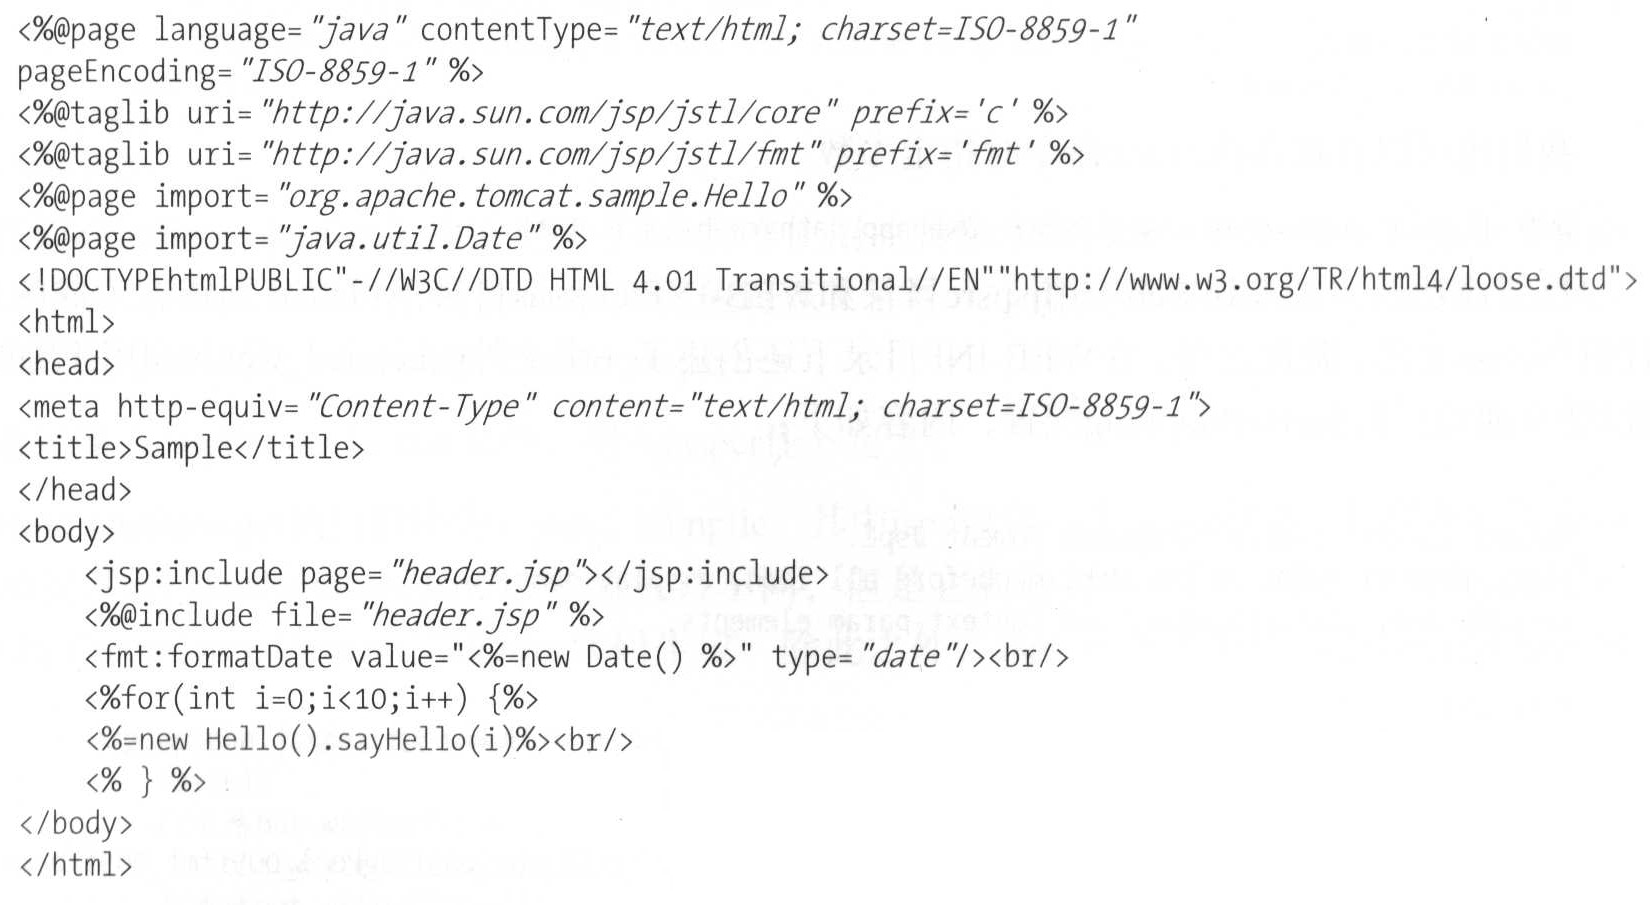 <%@page language="java" contentType="text/html; charset=ISO-8859-1"
pageEncoding="ISO-8859-1" %>
<%@taglib uri="http://java.sun.com/jsp/jstl/core" prefix='c' %>
<%@taglib uri="http://java.sun.com/jsp/jstl/fmt"prefix='fmt' %>
<%@page import="org.apache.tomcat.sample.Hello" %>
<%@page import="java.util.Date" %>
<!DOCTYPEhtmlPUBLIC"-//W3C//DTD HTML 4.01 Transitional//EN""http://www.w3.org/TR/html4/loose.dtd">
<html>
<head>
<meta http-equiv="Content-Type" content="text/html; charset=ISO-8859-1">
<title>Sample</title>
</head>
<body>
    <jsp:include page="header.jsp"></jsp:include>
    <%@include file="header.jsp" %>
    <fmt:formatDate value="<%=new Date() %>" type="date"/><br/>
    <%for(int i=0;i<10;i++) {%>
    <%=new Hello().sayHello(i)%><br/>
    <% } %>
</body>
</html>